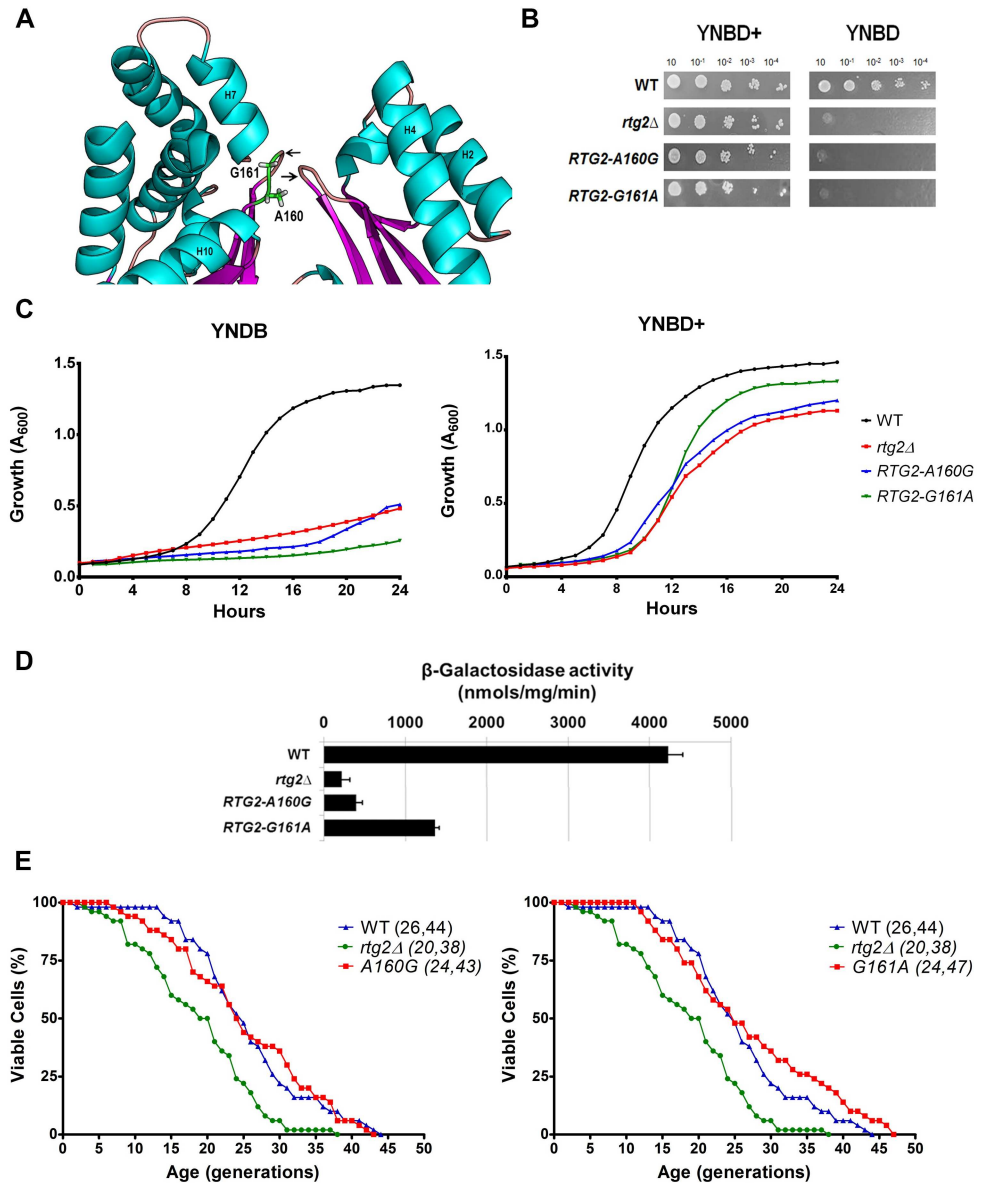 A
H7
H4
H2
G161
A160
H10
B
YNBD+
YNBD
10 10-1 10-2 10-3 10-4
10 10-1 10-2 10-3 10-4
WT
rtg2Δ
RTG2-A160G
RTG2-G161A
C
YNDB
Growth (A600)
1.5
1.0
0.5
0.0
0 4 8 12 16 20 24
Hours
YNBD+
Growth (A600)
1.5
1.0
0.5
0.0
0 4 8 12 16 20 24
Hours
WT
rtg2Δ
RTG2-A160G
RTG2-G161A
D
β-Galactosidase activity
(nmols/mg/min)
0 1000 2000 3000 4000 5000
WT
rtg2Δ
RTG2-A160G
RTG2-G161A
E
Viable Cells (%)
100
75
50
25
0
0 5 10 15 20 25 30 35 40 45 50
Age (generations)
WT (26,44)
rtg2Δ (20,38)
A160G (24,43)
Viable Cells (%)
100
75
50
25
0
0 5 10 15 20 25 30 35 40 45 50
Age (generations)
WT (26,44)
rtg2Δ (20,38)
G161A (24,47)